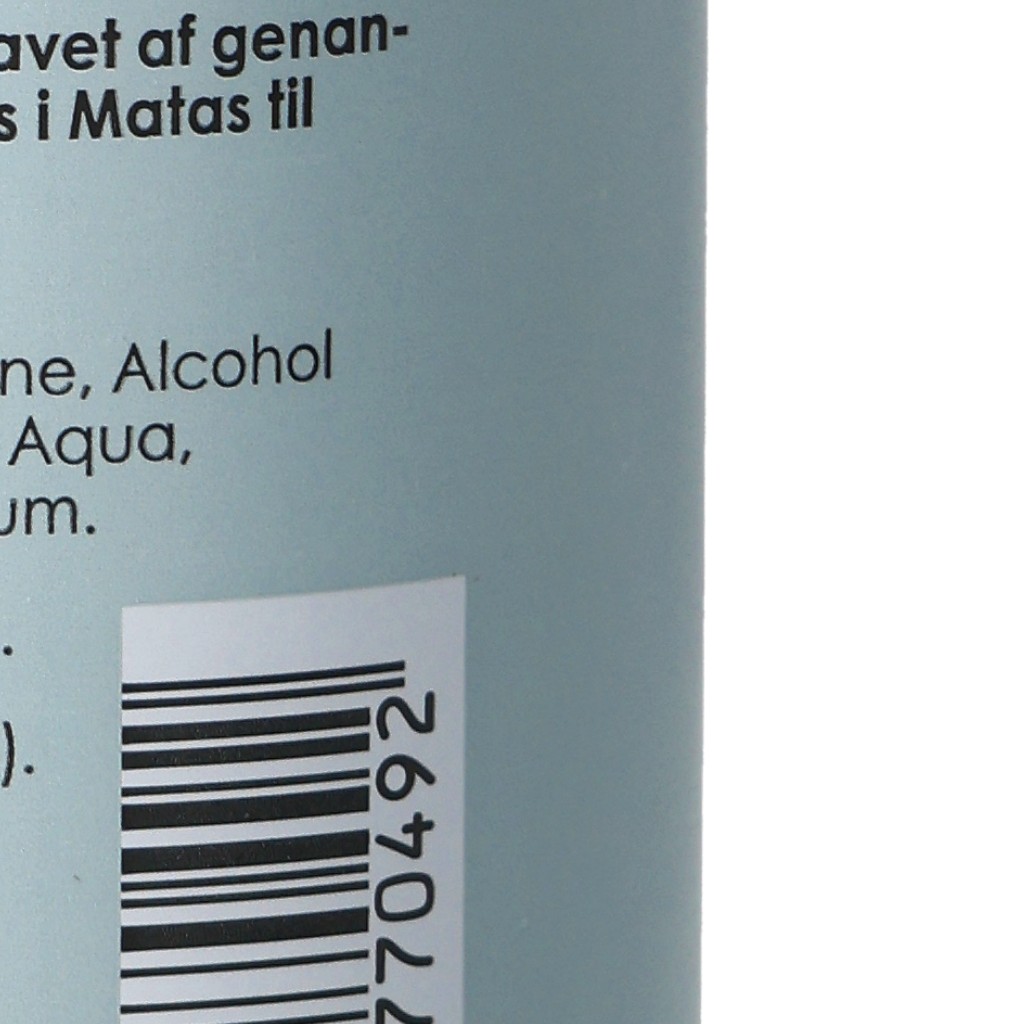 avet af genan-
s i Matas til
ne, Alcohol
Aqua,
um.
.
).
770492